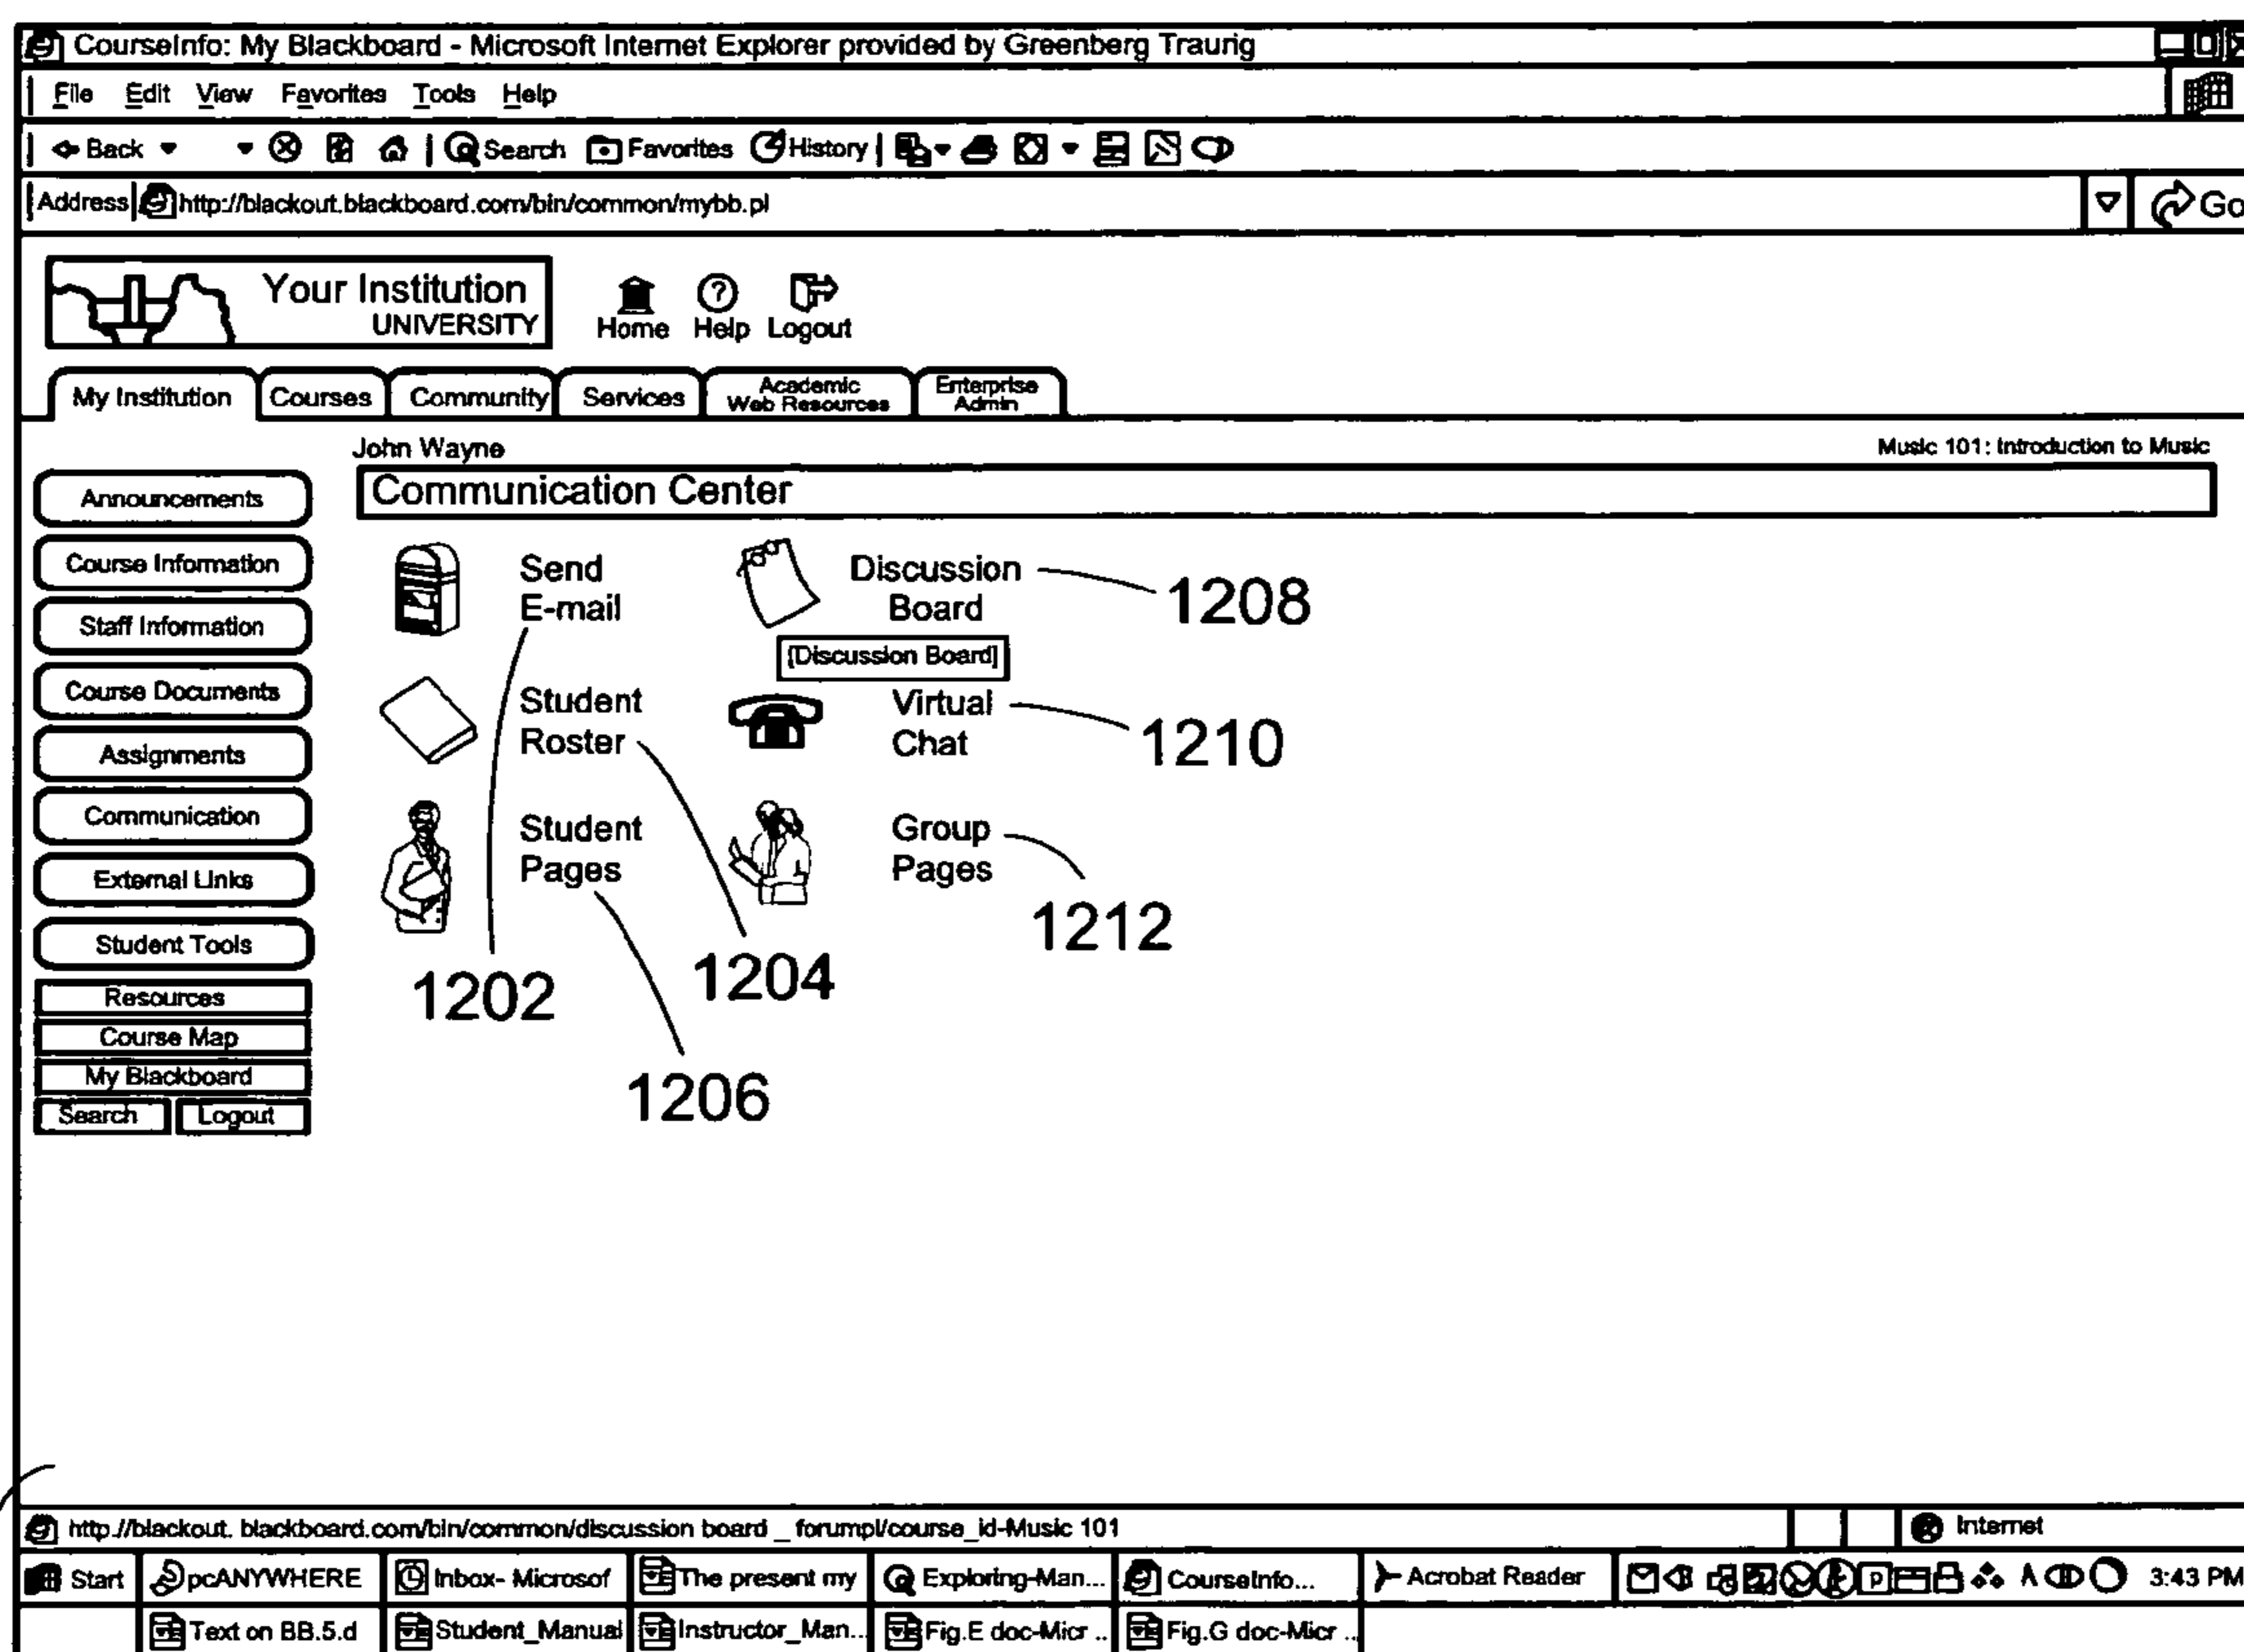 CourseInfo: My Blackboard - Microsoft Internet Explorer provided by Greenberg Traurig
File Edit View Favorites Tools Help
Back Search Favorites History
Address http://blackout.blackboard.com/bin/common/mybb.pl Go
Your Institution
UNIVERSITY
Home Help Logout
My Institution Courses Community Services Academic Web Resources Enterprise Admin
John Wayne Music 101: Introduction to Music
Communication Center
Announcements
Course Information
Staff Information
Course Documents
Assignments
Communication
External Links
Student Tools
Resources
Course Map
My Blackboard
Search Logout
Send
E-mail
Discussion
Board
1208
[Discussion Board]
Student
Roster
Virtual
Chat
1210
Student
Pages
Group
Pages
1212
1202
1204
1206
http.//blackout. blackboard.com/bin/common/discussion board _ forumpl/course_id-Music 101 Internet
Start pcANYWHERE Inbox- Microsof The present my Exploring-Man... CourseInfo... Acrobat Reader 3:43 PM
Text on BB.5.d Student_Manual Instructor_Man... Fig.E doc-Micr .. Fig.G doc-Micr ..